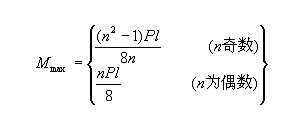 M_max = { (n² −1)Pl / 8n (n奇数)
nPl / 8 (n为偶数) }